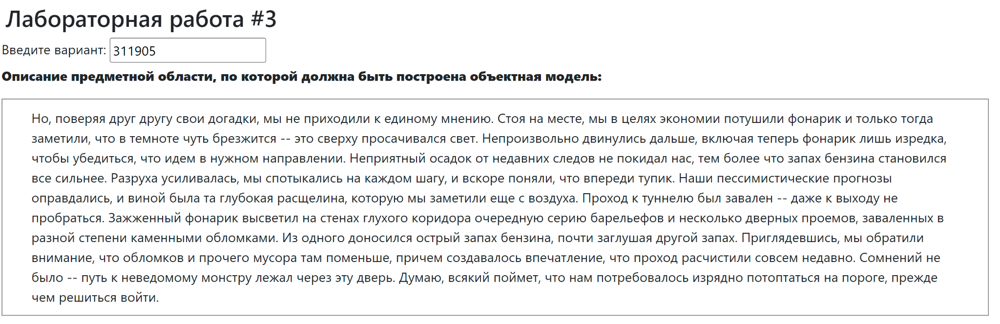 Лабораторная работа #3
Введите вариант: 311905
Описание предметной области, по которой должна быть построена объектная модель:
Но, поверяя друг другу свои догадки, мы не приходили к единому мнению. Стоя на месте, мы в целях экономии потушили фонарик и только тогда
заметили, что в темноте чуть брезжится -- это сверху просачивался свет. Непроизвольно двинулись дальше, включая теперь фонарик лишь изредка,
чтобы убедиться, что идем в нужном направлении. Неприятный осадок от недавних следов не покидал нас, тем более что запах бензина становился
все сильнее. Разруха усиливалась, мы спотыкались на каждом шагу, и вскоре поняли, что впереди тупик. Наши пессимистические прогнозы
оправдались, и виной была та глубокая расщелина, которую мы заметили еще с воздуха. Проход к туннелю был завален -- даже к выходу не
пробраться. Зажженный фонарик высветил на стенах глухого коридора очередную серию барельефов и несколько дверных проемов, заваленных в
разной степени каменными обломками. Из одного доносился острый запах бензина, почти заглушая другой запах. Приглядевшись, мы обратили
внимание, что обломков и прочего мусора там поменьше, причем создавалось впечатление, что проход расчистили совсем недавно. Сомнений не
было -- путь к неведомому монстру лежал через эту дверь. Думаю, всякий поймет, что нам потребовалось изрядно потоптаться на пороге, прежде
чем решиться войти.